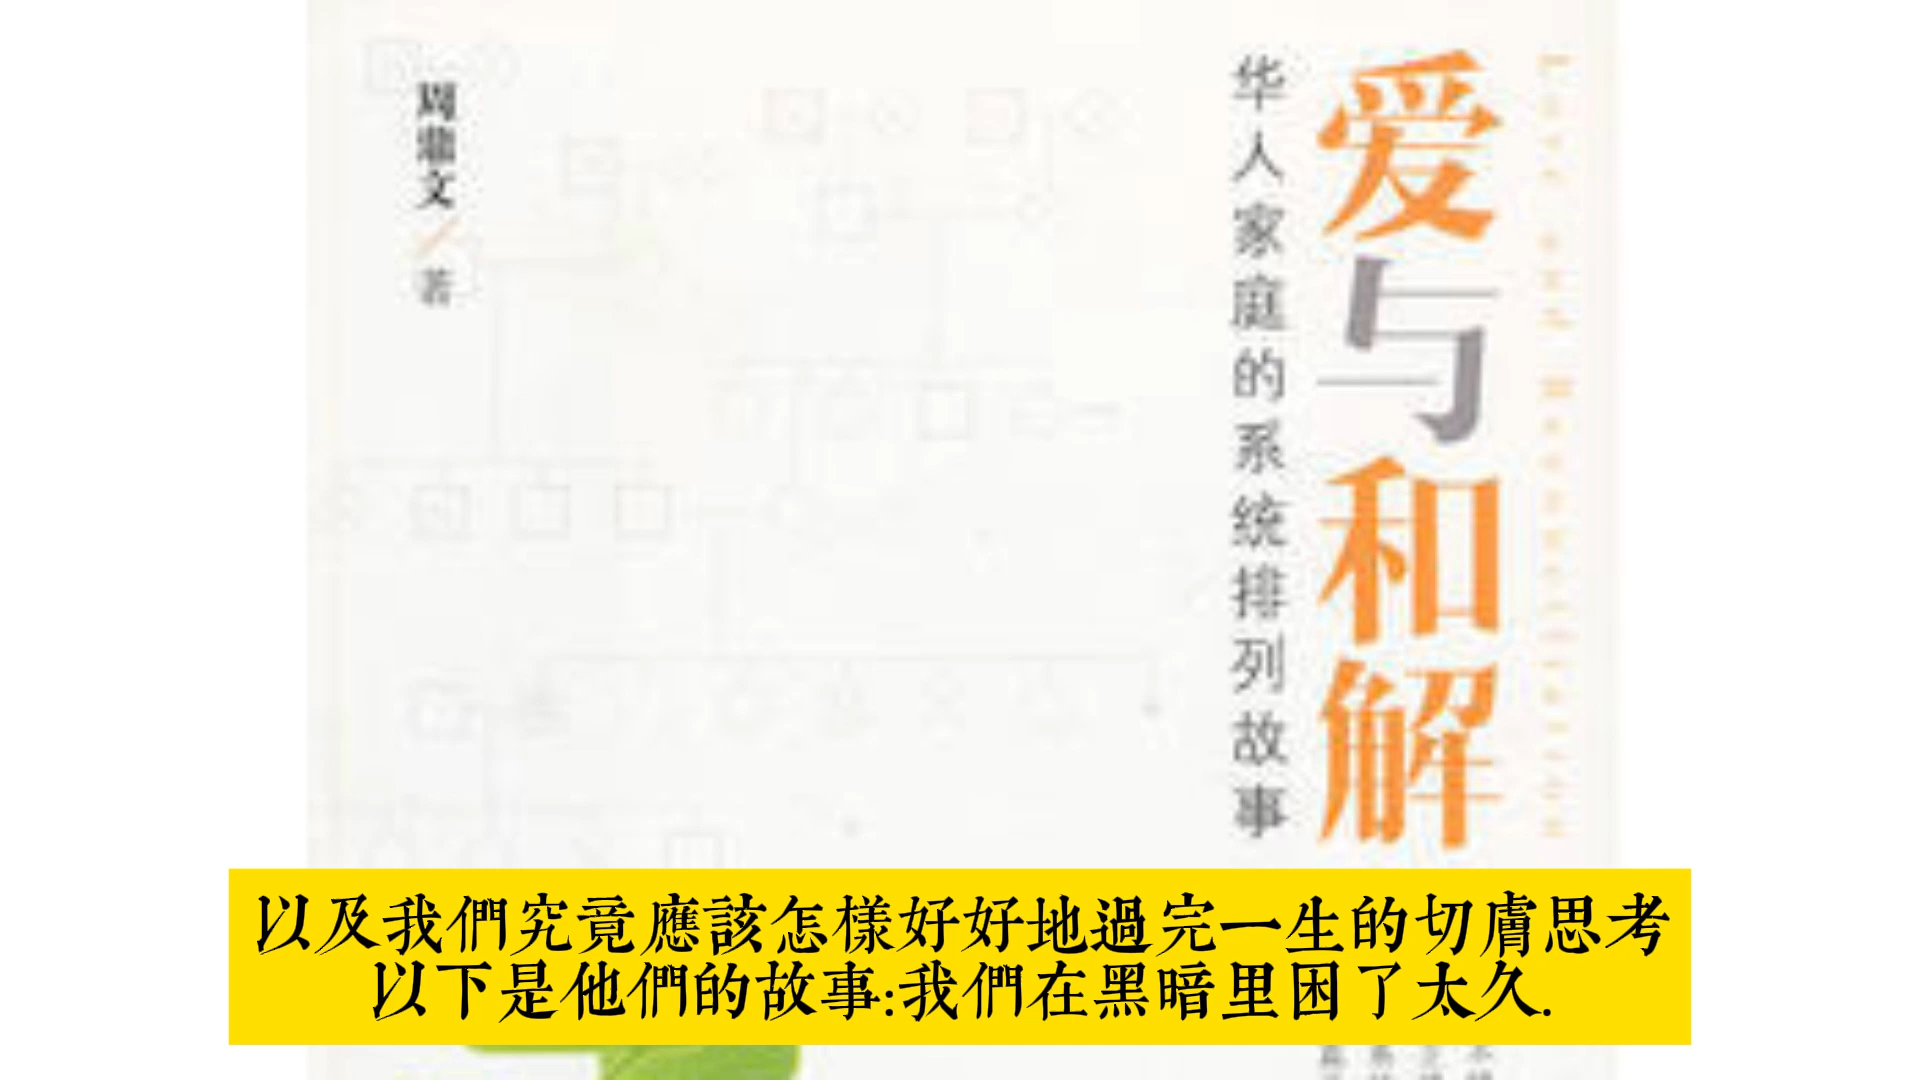 爱与和解
华人家庭的系统排列故事
周鼎文/著
以及我們究竟應該怎樣好好地過完一生的切膚思考
以下是他們的故事:我們在黑暗里困了太久.